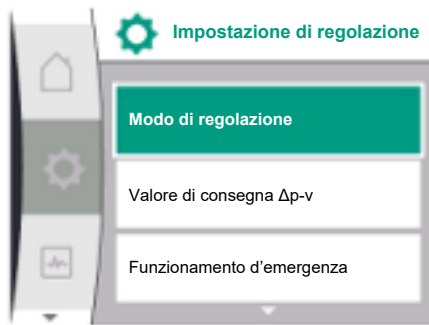 Impostazione di regolazione
Modo di regolazione
Valore di consegna Δp-v
Funzionamento d’emergenza